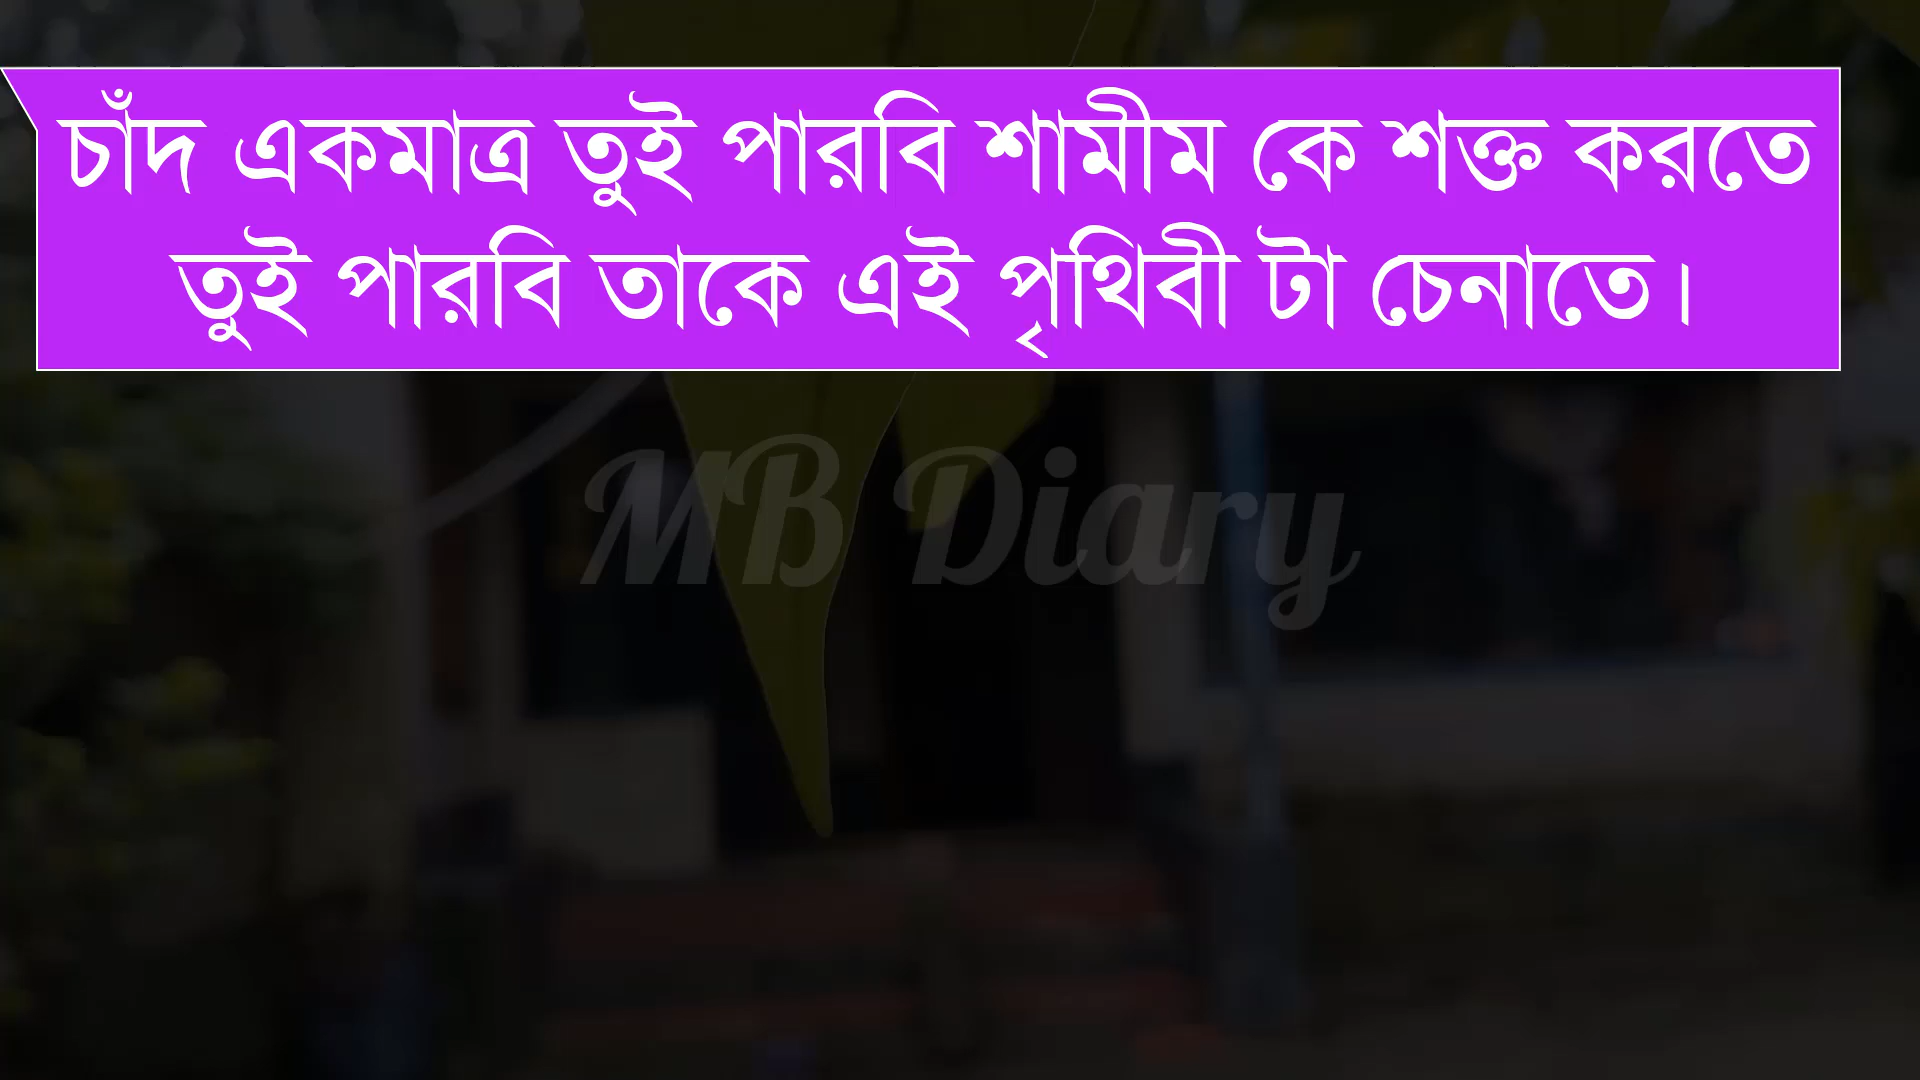 চাঁদ একমাত্র তুই পারবি শামীম কে শক্ত করতে
তুই পারবি তাকে এই পৃথিবী টা চেনাতে।
MB Diary